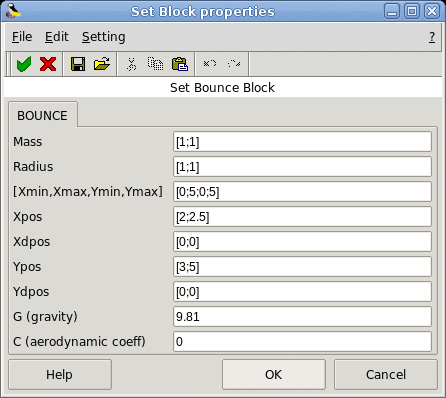 Set Block properties
File Edit Setting ?
Set Bounce Block
BOUNCE
Mass [1;1]
Radius [1;1]
[Xmin,Xmax,Ymin,Ymax] [0;5;0;5]
Xpos [2;2.5]
Xdpos [0;0]
Ypos [3;5]
Ydpos [0;0]
G (gravity) 9.81
C (aerodynamic coeff) 0
Help OK Cancel